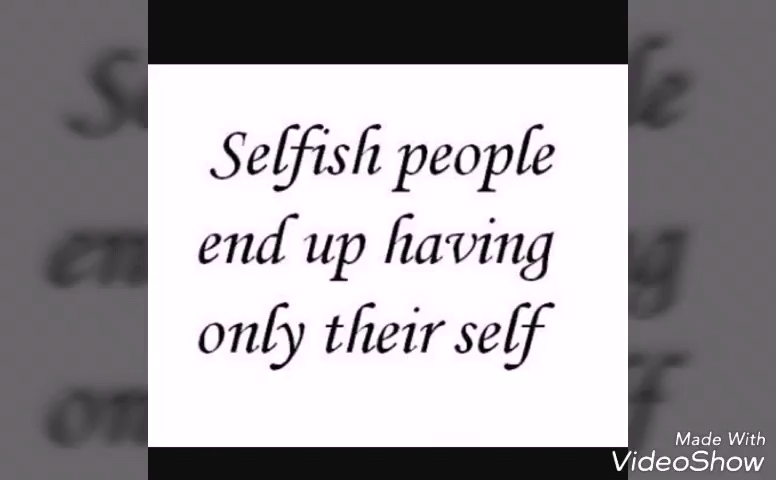 Selfish people
end up having
only their self
Made With
VideoShow